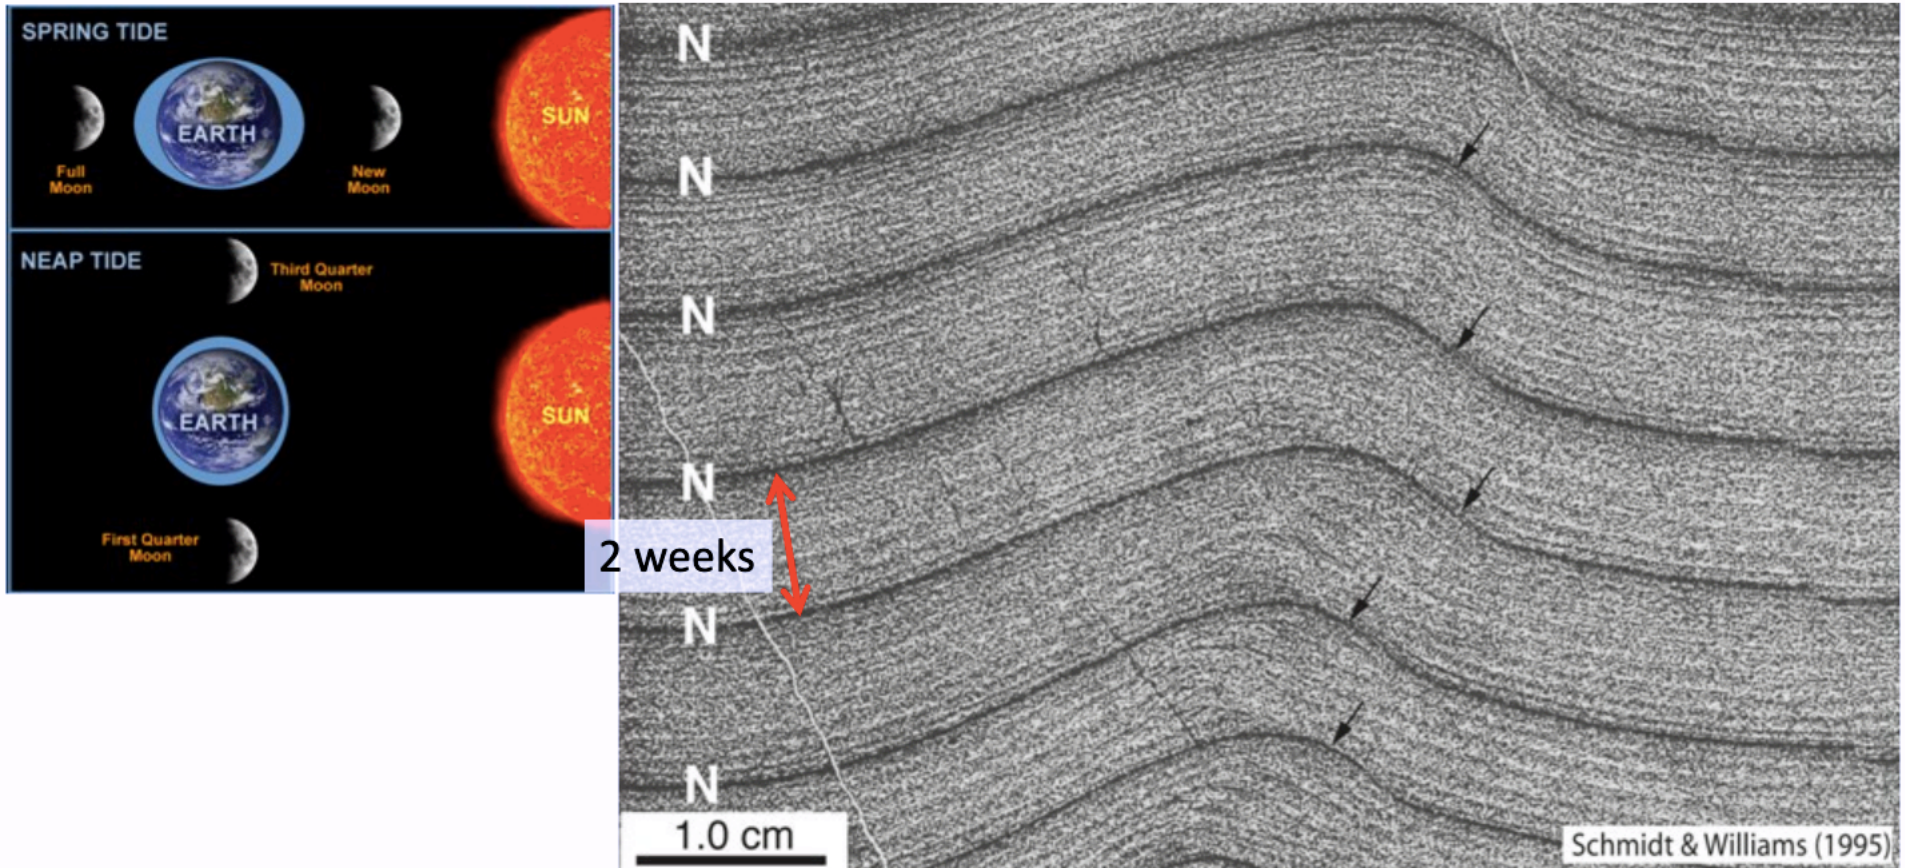 SPRING TIDE
EARTH
SUN
Full
Moon
New
Moon
NEAP TIDE
Third Quarter
Moon
EARTH
SUN
First Quarter
Moon
N
N
N
N
N
N
2 weeks
1.0 cm
Schmidt & Williams (1995)